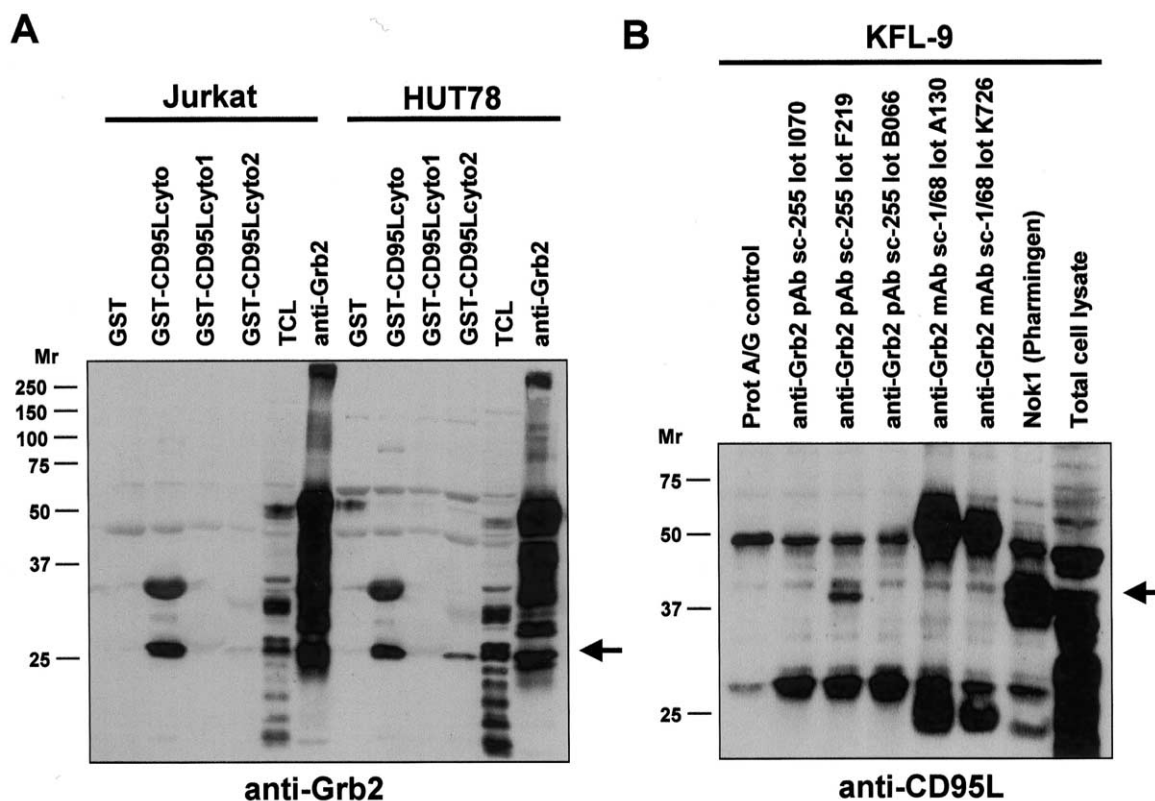 A
Jurkat
HUT78
GST
GST-CD95Lcyto
GST-CD95Lcyto1
GST-CD95Lcyto2
TCL
anti-Grb2
GST
GST-CD95Lcyto
GST-CD95Lcyto1
GST-CD95Lcyto2
TCL
anti-Grb2
Mr
250
150
100
75
50
37
25
anti-Grb2
B
KFL-9
Prot A/G control
anti-Grb2 pAb sc-255 lot I070
anti-Grb2 pAb sc-255 lot F219
anti-Grb2 pAb sc-255 lot B066
anti-Grb2 mAb sc-1/68 lot A130
anti-Grb2 mAb sc-1/68 lot K726
Nok1 (Pharmingen)
Total cell lysate
Mr
75
50
37
25
anti-CD95L